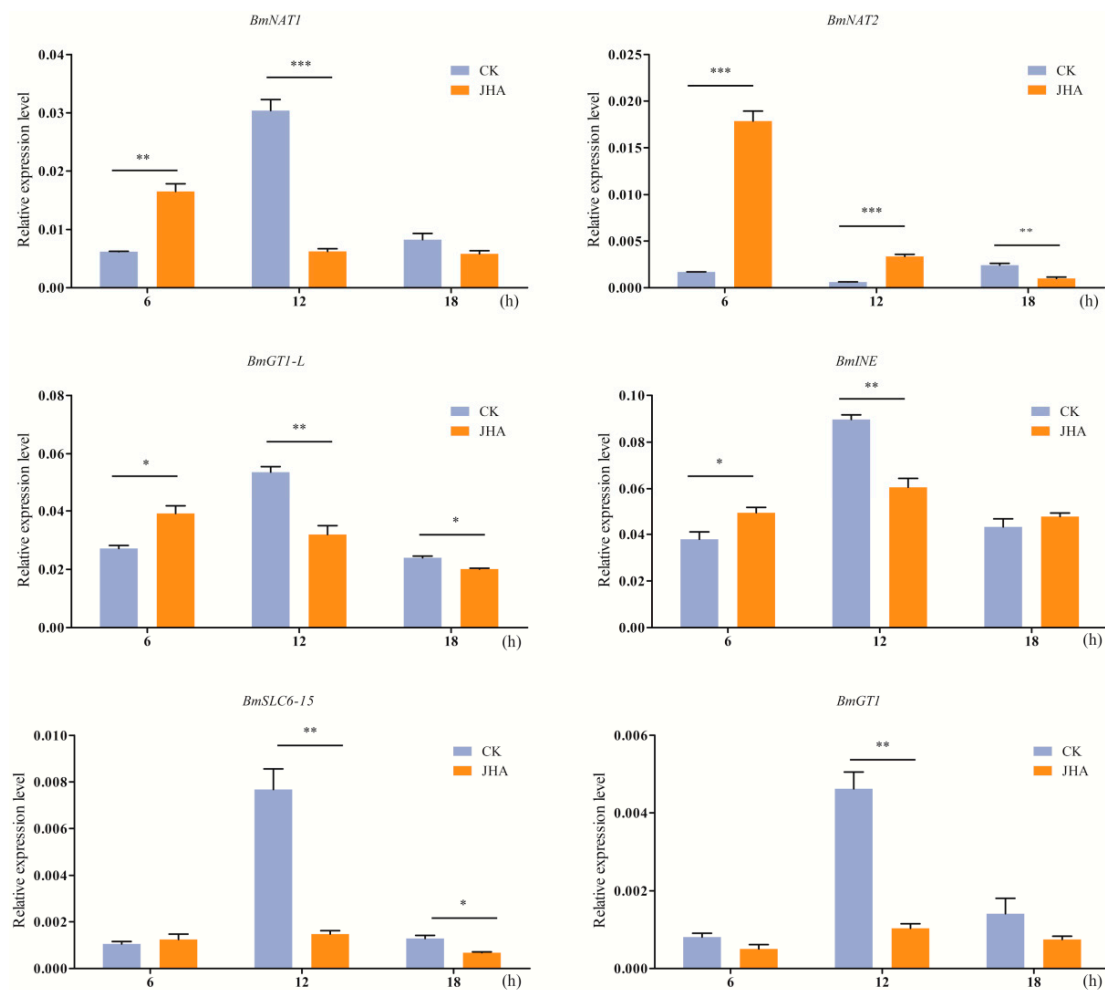 BmNAT1
Relative expression level
0.04
0.03
0.02
0.01
0.00
**
***
CK
JHA
6
12
18
(h)
BmNAT2
Relative expression level
0.025
0.020
0.015
0.010
0.005
0.000
***
***
**
CK
JHA
6
12
18
(h)
BmGT1-L
Relative expression level
0.08
0.06
0.04
0.02
0.00
*
**
*
CK
JHA
6
12
18
(h)
BmINE
Relative expression level
0.10
0.08
0.06
0.04
0.02
0.00
*
**
CK
JHA
6
12
18
(h)
BmSLC6-15
Relative expression level
0.010
0.008
0.006
0.004
0.002
0.000
**
*
CK
JHA
6
12
18
(h)
BmGT1
Relative expression level
0.006
0.004
0.002
0.000
**
CK
JHA
6
12
18
(h)